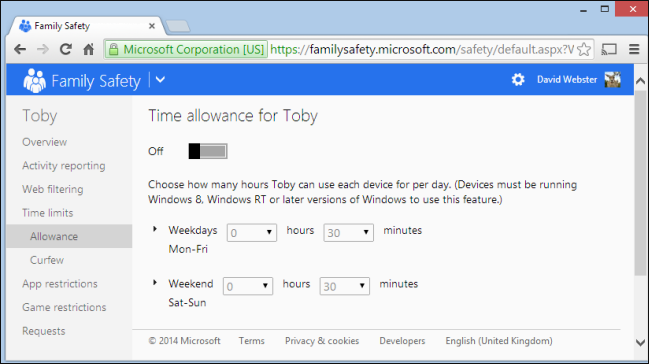 Family Safety
Microsoft Corporation [US] https://familysafety.microsoft.com/safety/default.aspx?V
Family Safety
David Webster
Toby
Overview
Activity reporting
Web filtering
Time limits
Allowance
Curfew
App restrictions
Game restrictions
Requests
Time allowance for Toby
Off
Choose how many hours Toby can use each device for per day. (Devices must be running
Windows 8, Windows RT or later versions of Windows to use this feature.)
Weekdays 0 hours 30 minutes
Mon-Fri
Weekend 0 hours 30 minutes
Sat-Sun
© 2014 Microsoft Terms Privacy & cookies Developers English (United Kingdom)